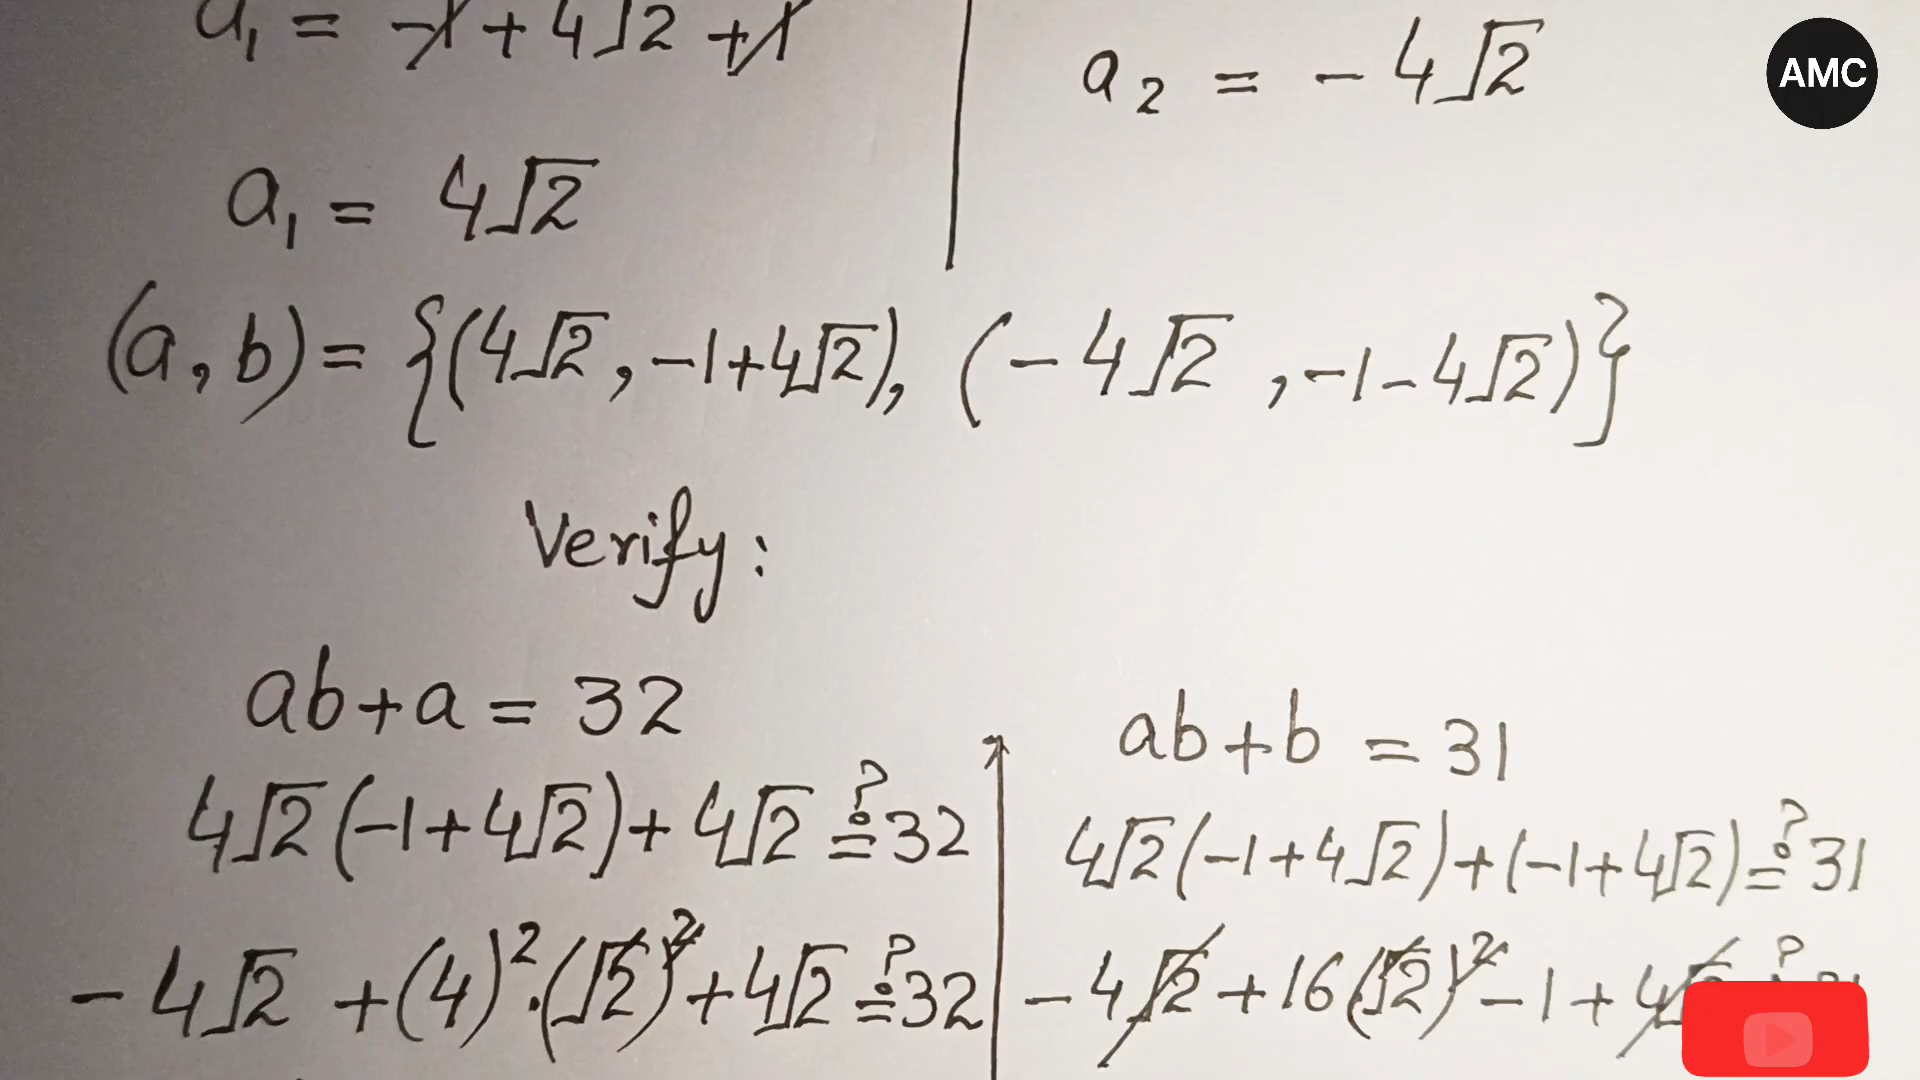 a₁ = -1 + 4√2 + 1
a₂ = -4√2
AMC
a₁ = 4√2
(a, b) = {(4√2, -1+4√2), (-4√2, -1-4√2)}
Verify:
ab + a = 32
4√2(-1+4√2) + 4√2 ≟ 32
-4√2 + (4)²·(√2)² + 4√2 ≟ 32
ab + b = 31
4√2(-1+4√2) + (-1+4√2) ≟ 31
-4√2 + 16(√2)² - 1 +